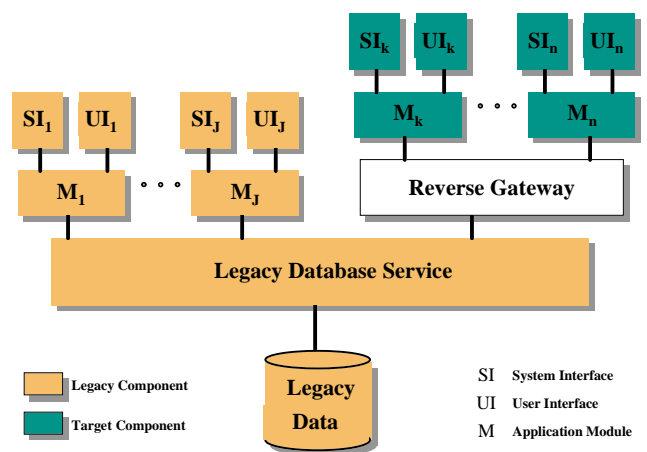 SIk UIk SIn UIn
SI1 UI1 SIJ UIJ
Mk Mn
M1 MJ
Reverse Gateway
Legacy Database Service
Legacy Data
Legacy Component
Target Component
SI System Interface
UI User Interface
M Application Module